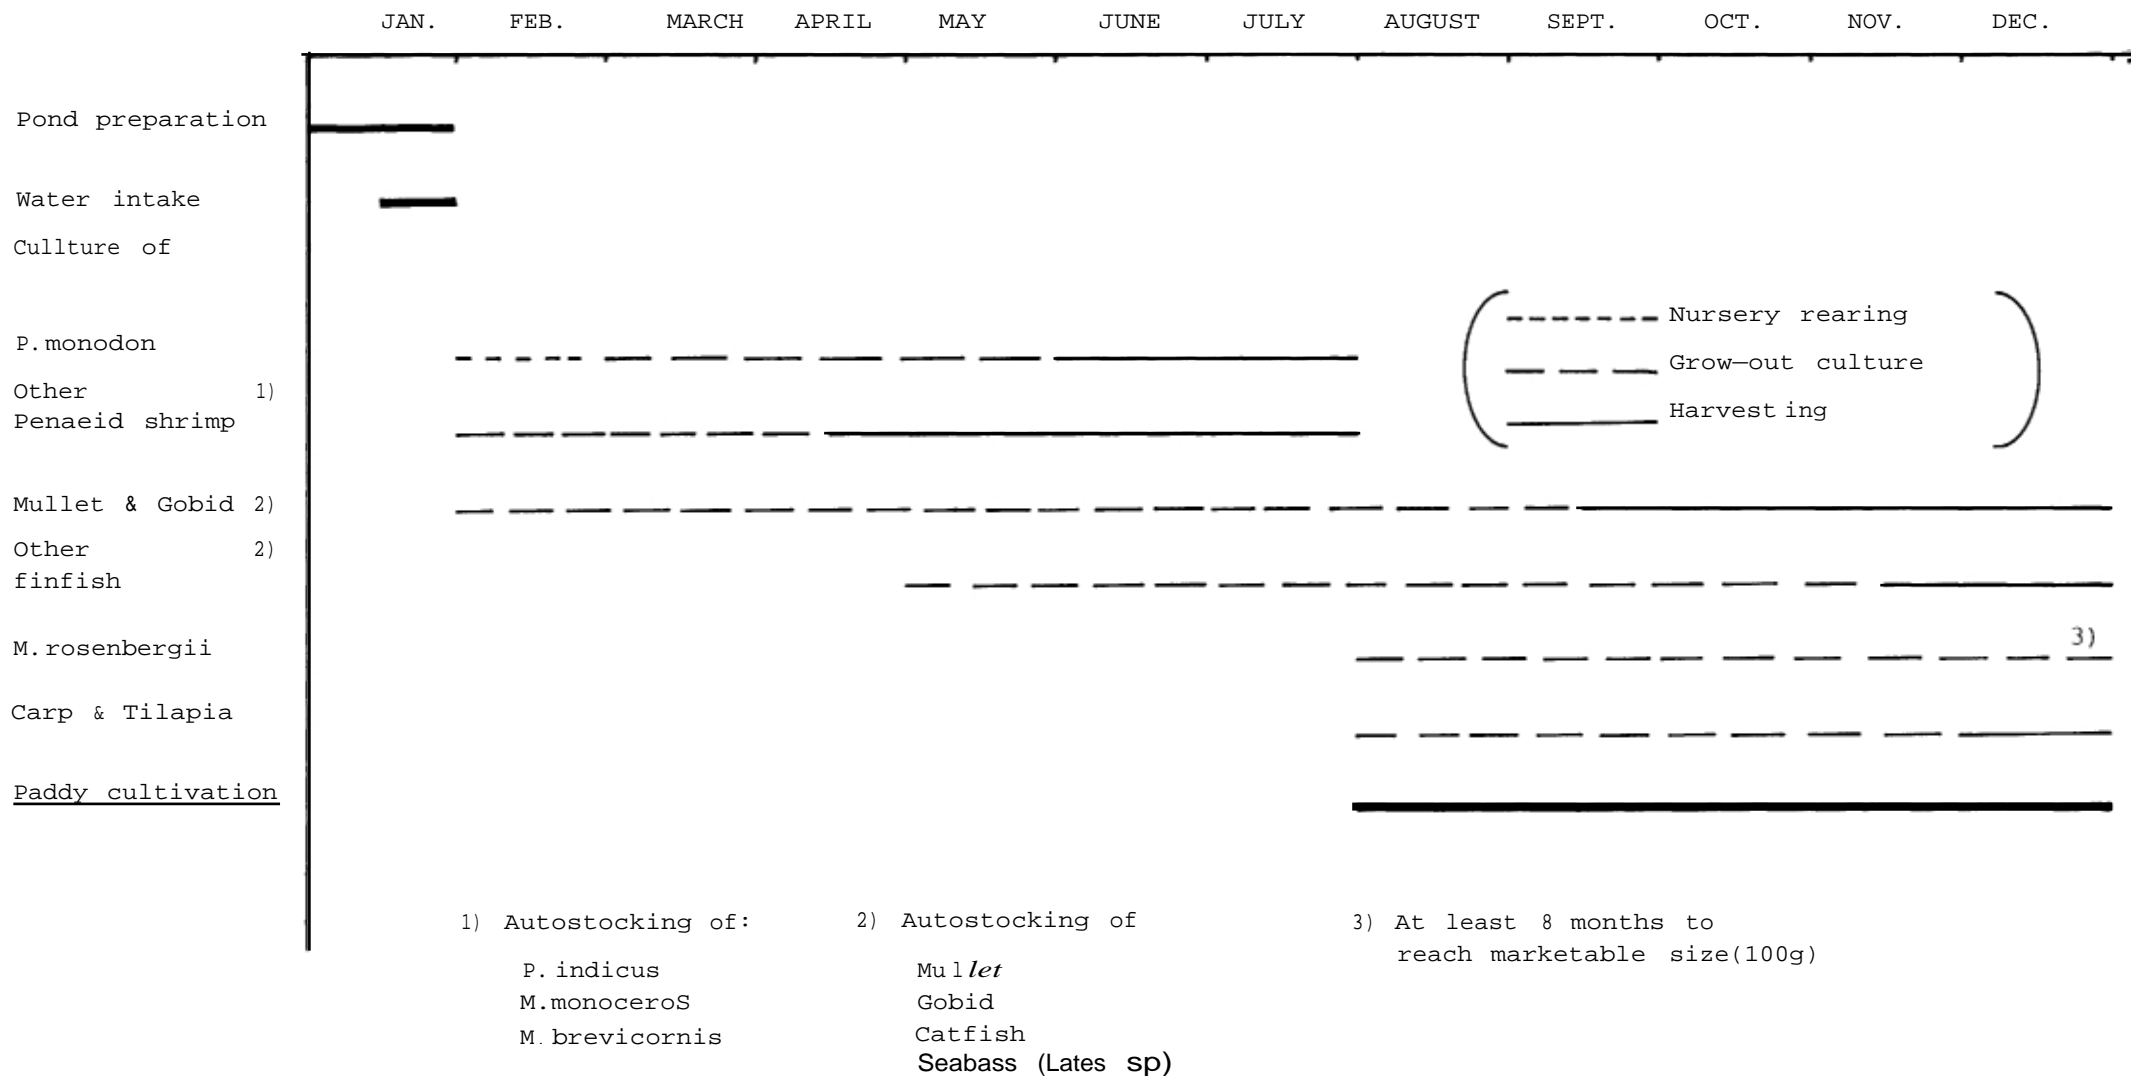 JAN. FEB. MARCH APRIL MAY JUNE JULY AUGUST SEPT. OCT. NOV. DEC.
Pond preparation
Water intake
Cullture of
Nursery rearing
P.monodon
Grow—out culture
Other 1)
Harvesting
Penaeid shrimp
Mullet & Gobid 2)
Other 2)
finfish
3)
M.rosenbergii
Carp & Tilapia
Paddy cultivation
1) Autostocking of:
P.indicus
M.monoceroS
M.brevicornis
2) Autostocking of
Mullet
Gobid
Catfish
Seabass (Lates sp)
3) At least 8 months to
reach marketable size(100g)